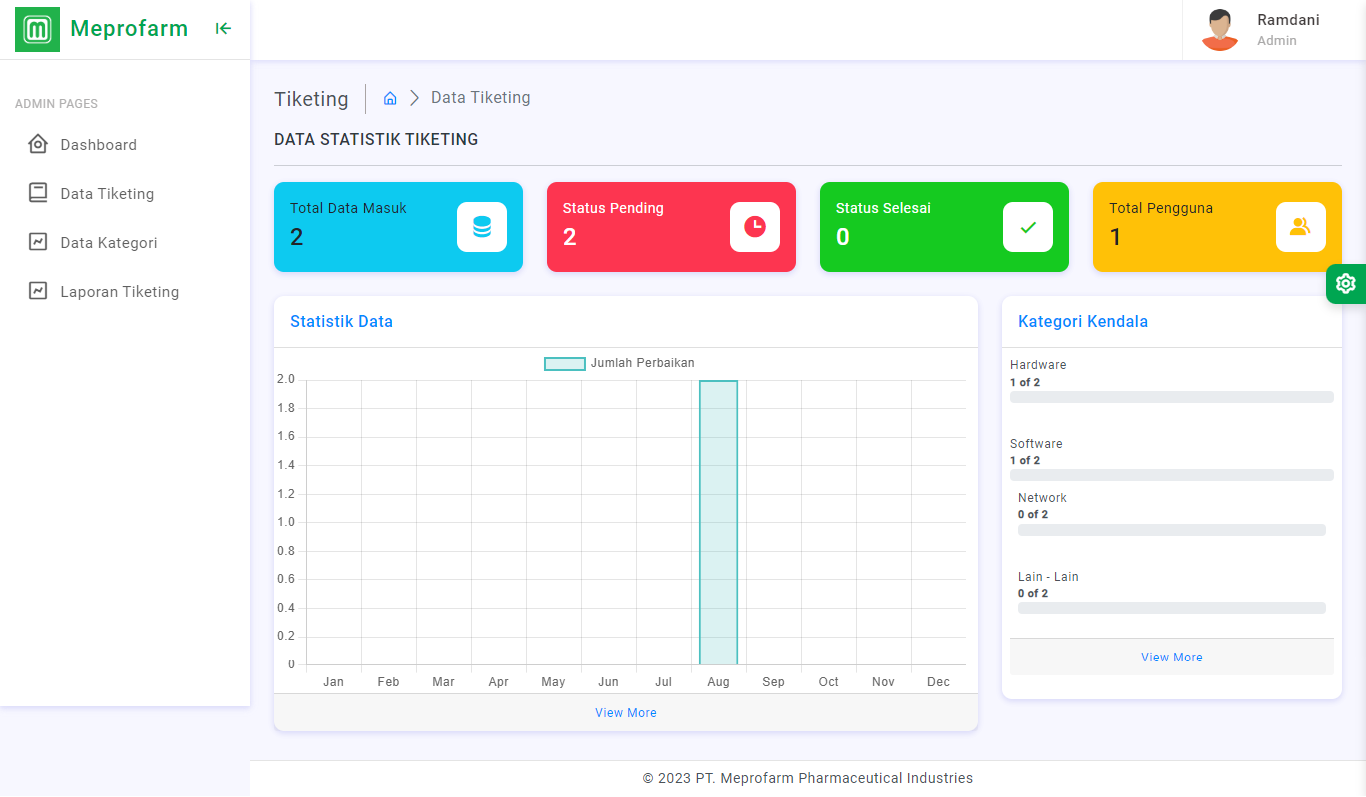 Meprofarm
Ramdani
Admin
ADMIN PAGES
Dashboard
Data Tiketing
Data Kategori
Laporan Tiketing
Tiketing
Data Tiketing
DATA STATISTIK TIKETING
Total Data Masuk
2
Status Pending
2
Status Selesai
0
Total Pengguna
1
Statistik Data
Jumlah Perbaikan
2.0
1.8
1.6
1.4
1.2
1.0
0.8
0.6
0.4
0.2
0
Jan Feb Mar Apr May Jun Jul Aug Sep Oct Nov Dec
View More
Kategori Kendala
Hardware
1 of 2
Software
1 of 2
Network
0 of 2
Lain - Lain
0 of 2
View More
© 2023 PT. Meprofarm Pharmaceutical Industries